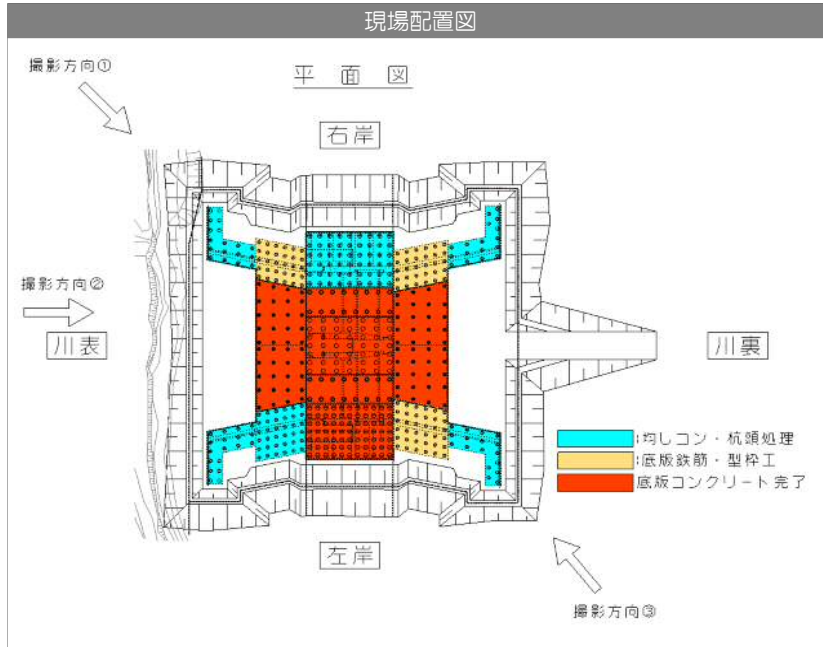 現場配置図
撮影方向①
平面図
右岸
撮影方向②
川表
川裏
:均しコン・杭頭処理
:底版鉄筋・型枠工
底版コンクリート完了
左岸
撮影方向③